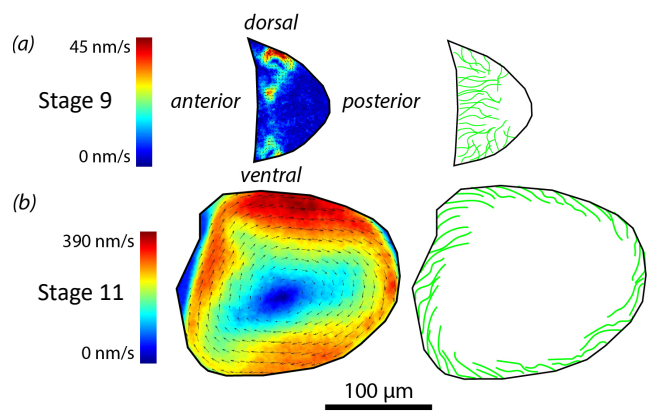 dorsal
(a)
45 nm/s
Stage 9
anterior
posterior
0 nm/s
ventral
(b)
390 nm/s
Stage 11
0 nm/s
100 µm